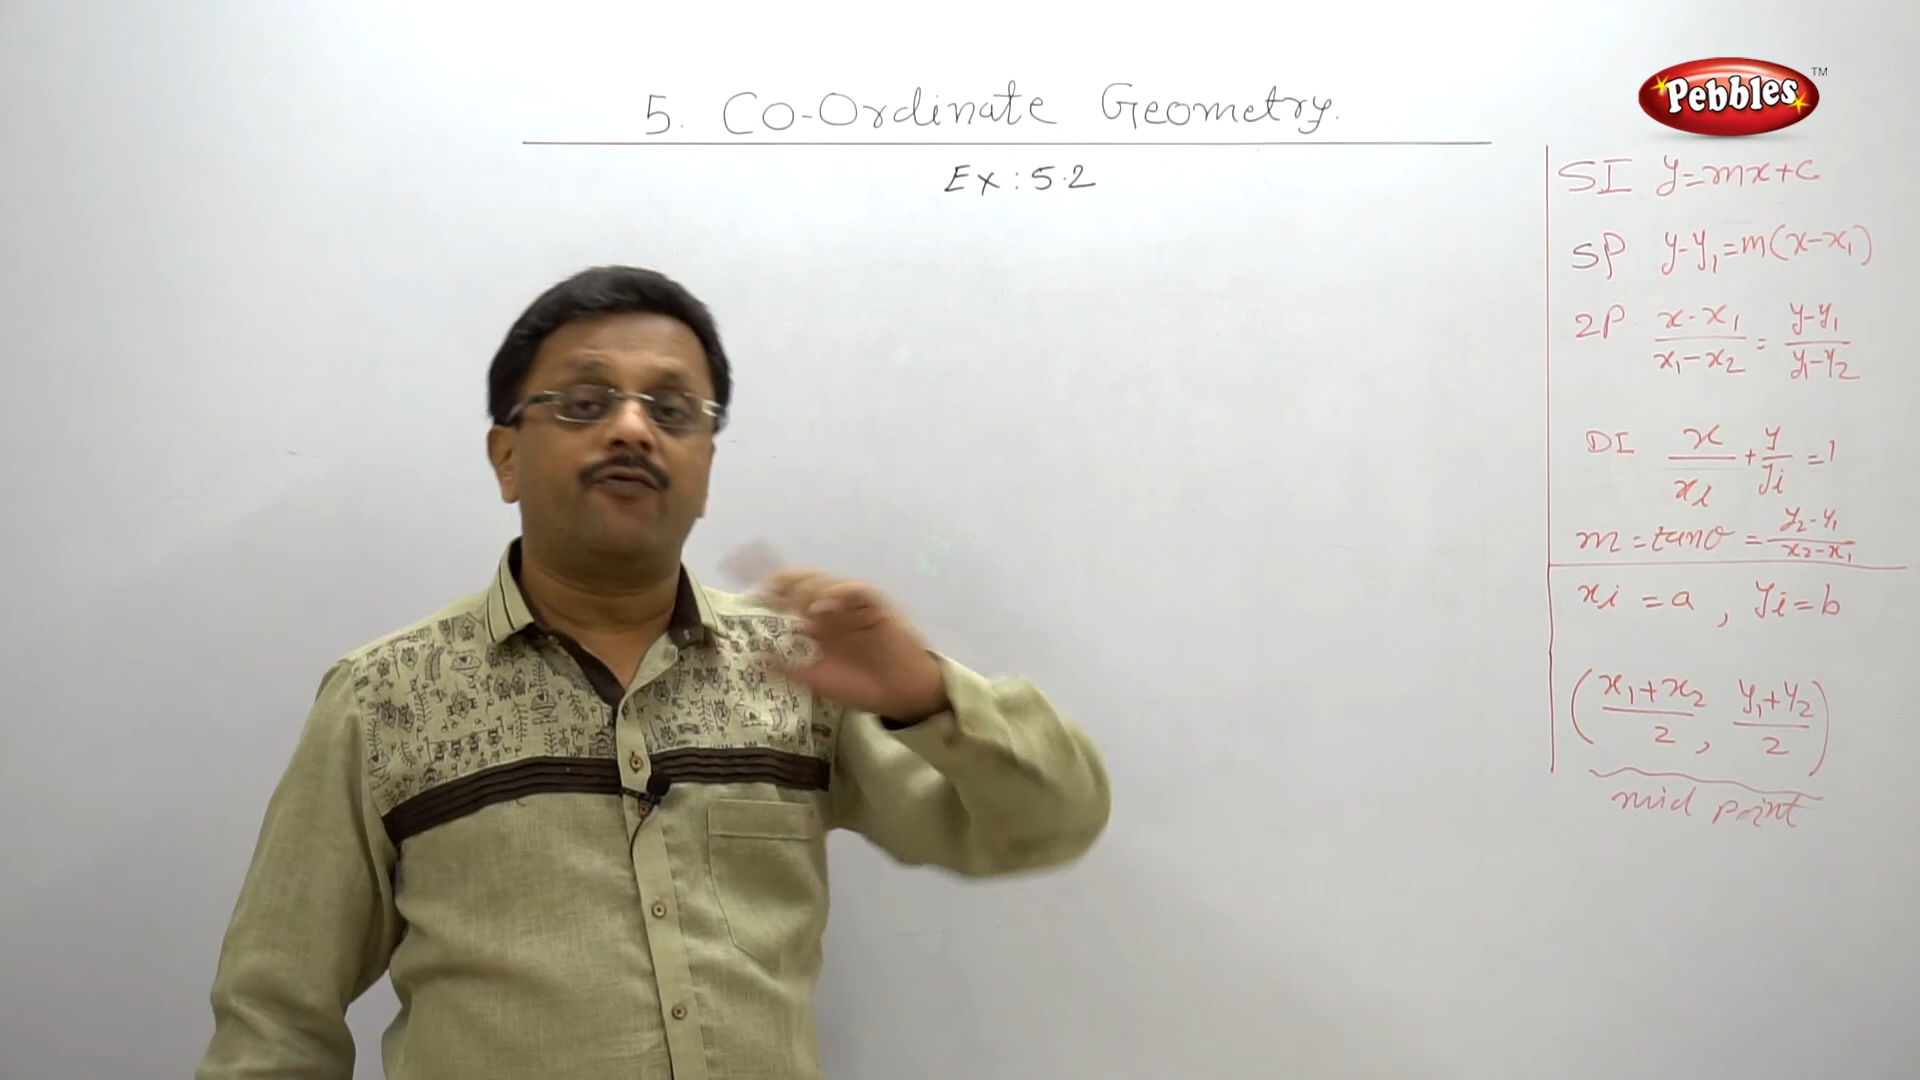 5. Co-Ordinate Geometry.
Ex : 5.2
Pebbles™
SI y=mx+c
SP y-y₁=m(x-x₁)
2P x-x₁/x₁-x₂ = y-y₁/y₁-y₂
DI x/xi + y/yi = 1
m = tanθ = y₂-y₁/x₂-x₁
xi = a , yi = b
(x₁+x₂/2 , y₁+y₂/2)
mid point